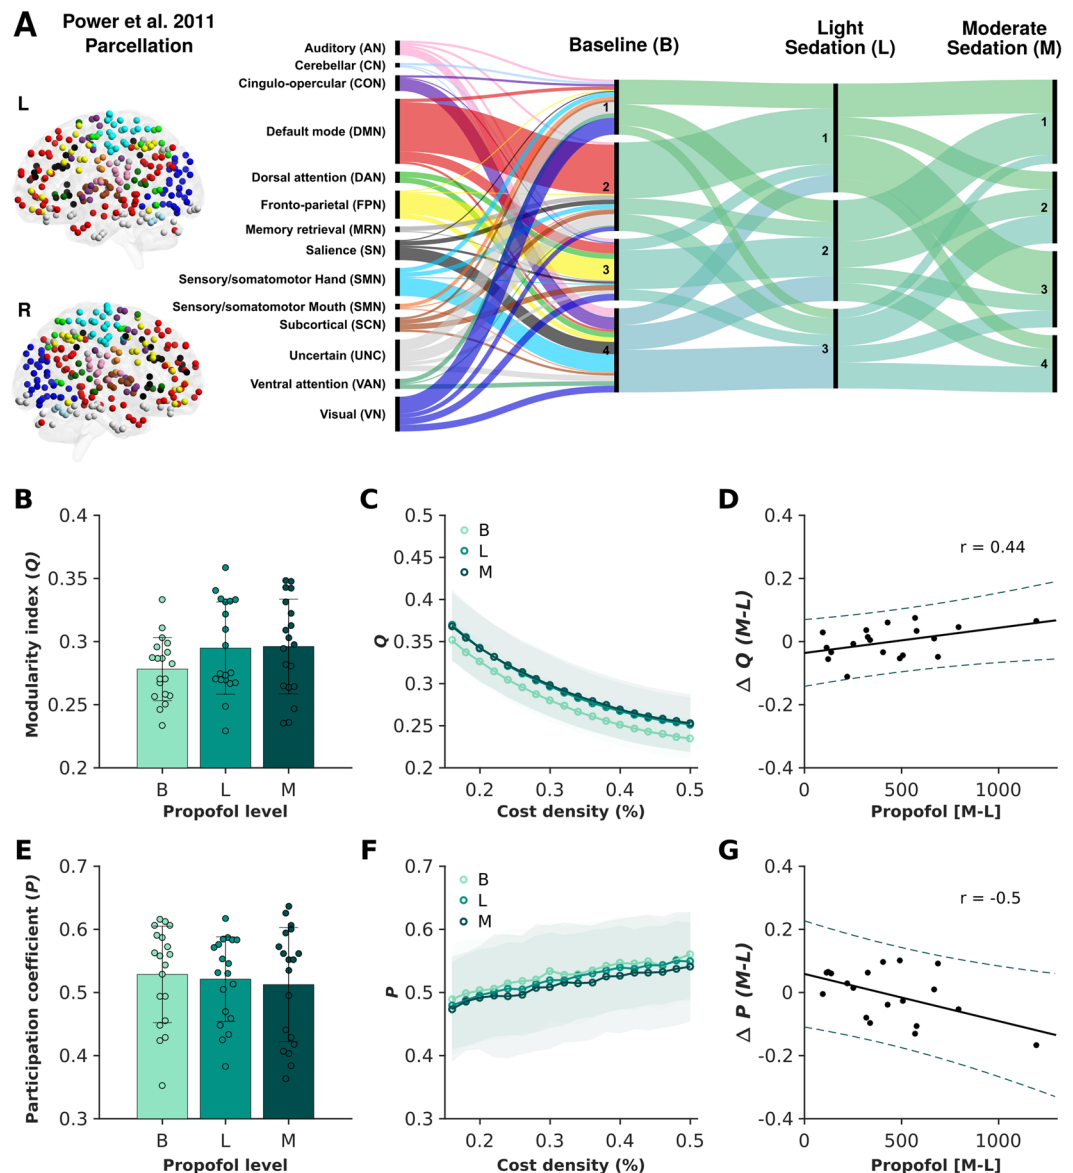 A
Power et al. 2011
Parcellation
L
R
Auditory (AN)
Cerebellar (CN)
Cingulo-opercular (CON)
Default mode (DMN)
Dorsal attention (DAN)
Fronto-parietal (FPN)
Memory retrieval (MRN)
Salience (SN)
Sensory/somatomotor Hand (SMN)
Sensory/somatomotor Mouth (SMN)
Subcortical (SCN)
Uncertain (UNC)
Ventral attention (VAN)
Visual (VN)
Baseline (B)
1
2
3
4
Light
Sedation (L)
1
2
3
Moderate
Sedation (M)
1
2
3
4
B
Modularity index (Q)
0.4
0.35
0.3
0.25
0.2
B L M
Propofol level
C
Q
0.5
0.45
0.4
0.35
0.3
0.25
0.2
B
L
M
0.2 0.3 0.4 0.5
Cost density (%)
D
Δ Q (M-L)
0.4
0.2
0
-0.2
-0.4
r = 0.44
0 500 1000
Propofol [M-L]
E
Participation coefficient (P)
0.7
0.6
0.5
0.4
0.3
B L M
Propofol level
F
P
0.7
0.6
0.5
0.4
0.3
B
L
M
0.2 0.3 0.4 0.5
Cost density (%)
G
Δ P (M-L)
0.4
0.2
0
-0.2
-0.4
r = -0.5
0 500 1000
Propofol [M-L]